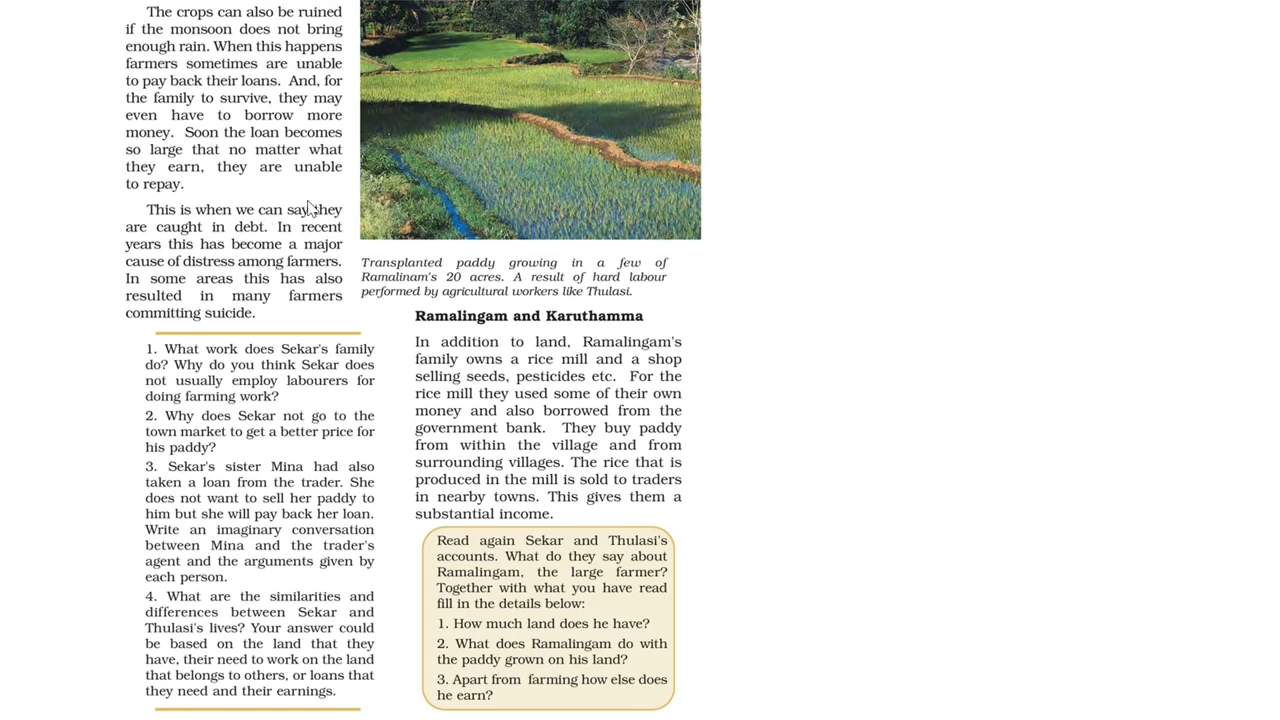 The crops can also be ruined
if the monsoon does not bring
enough rain. When this happens
farmers sometimes are unable
to pay back their loans. And, for
the family to survive, they may
even have to borrow more
money. Soon the loan becomes
so large that no matter what
they earn, they are unable
to repay.
This is when we can say they
are caught in debt. In recent
years this has become a major
cause of distress among farmers.
In some areas this has also
resulted in many farmers
committing suicide.
1. What work does Sekar's family
do? Why do you think Sekar does
not usually employ labourers for
doing farming work?
2. Why does Sekar not go to the
town market to get a better price for
his paddy?
3. Sekar's sister Mina had also
taken a loan from the trader. She
does not want to sell her paddy to
him but she will pay back her loan.
Write an imaginary conversation
between Mina and the trader's
agent and the arguments given by
each person.
4. What are the similarities and
differences between Sekar and
Thulasi's lives? Your answer could
be based on the land that they
have, their need to work on the land
that belongs to others, or loans that
they need and their earnings.
Transplanted paddy growing in a few of
Ramalinam's 20 acres. A result of hard labour
performed by agricultural workers like Thulasi.
Ramalingam and Karuthamma
In addition to land, Ramalingam's
family owns a rice mill and a shop
selling seeds, pesticides etc. For the
rice mill they used some of their own
money and also borrowed from the
government bank. They buy paddy
from within the village and from
surrounding villages. The rice that is
produced in the mill is sold to traders
in nearby towns. This gives them a
substantial income.
Read again Sekar and Thulasi's
accounts. What do they say about
Ramalingam, the large farmer?
Together with what you have read
fill in the details below:
1. How much land does he have?
2. What does Ramalingam do with
the paddy grown on his land?
3. Apart from farming how else does
he earn?